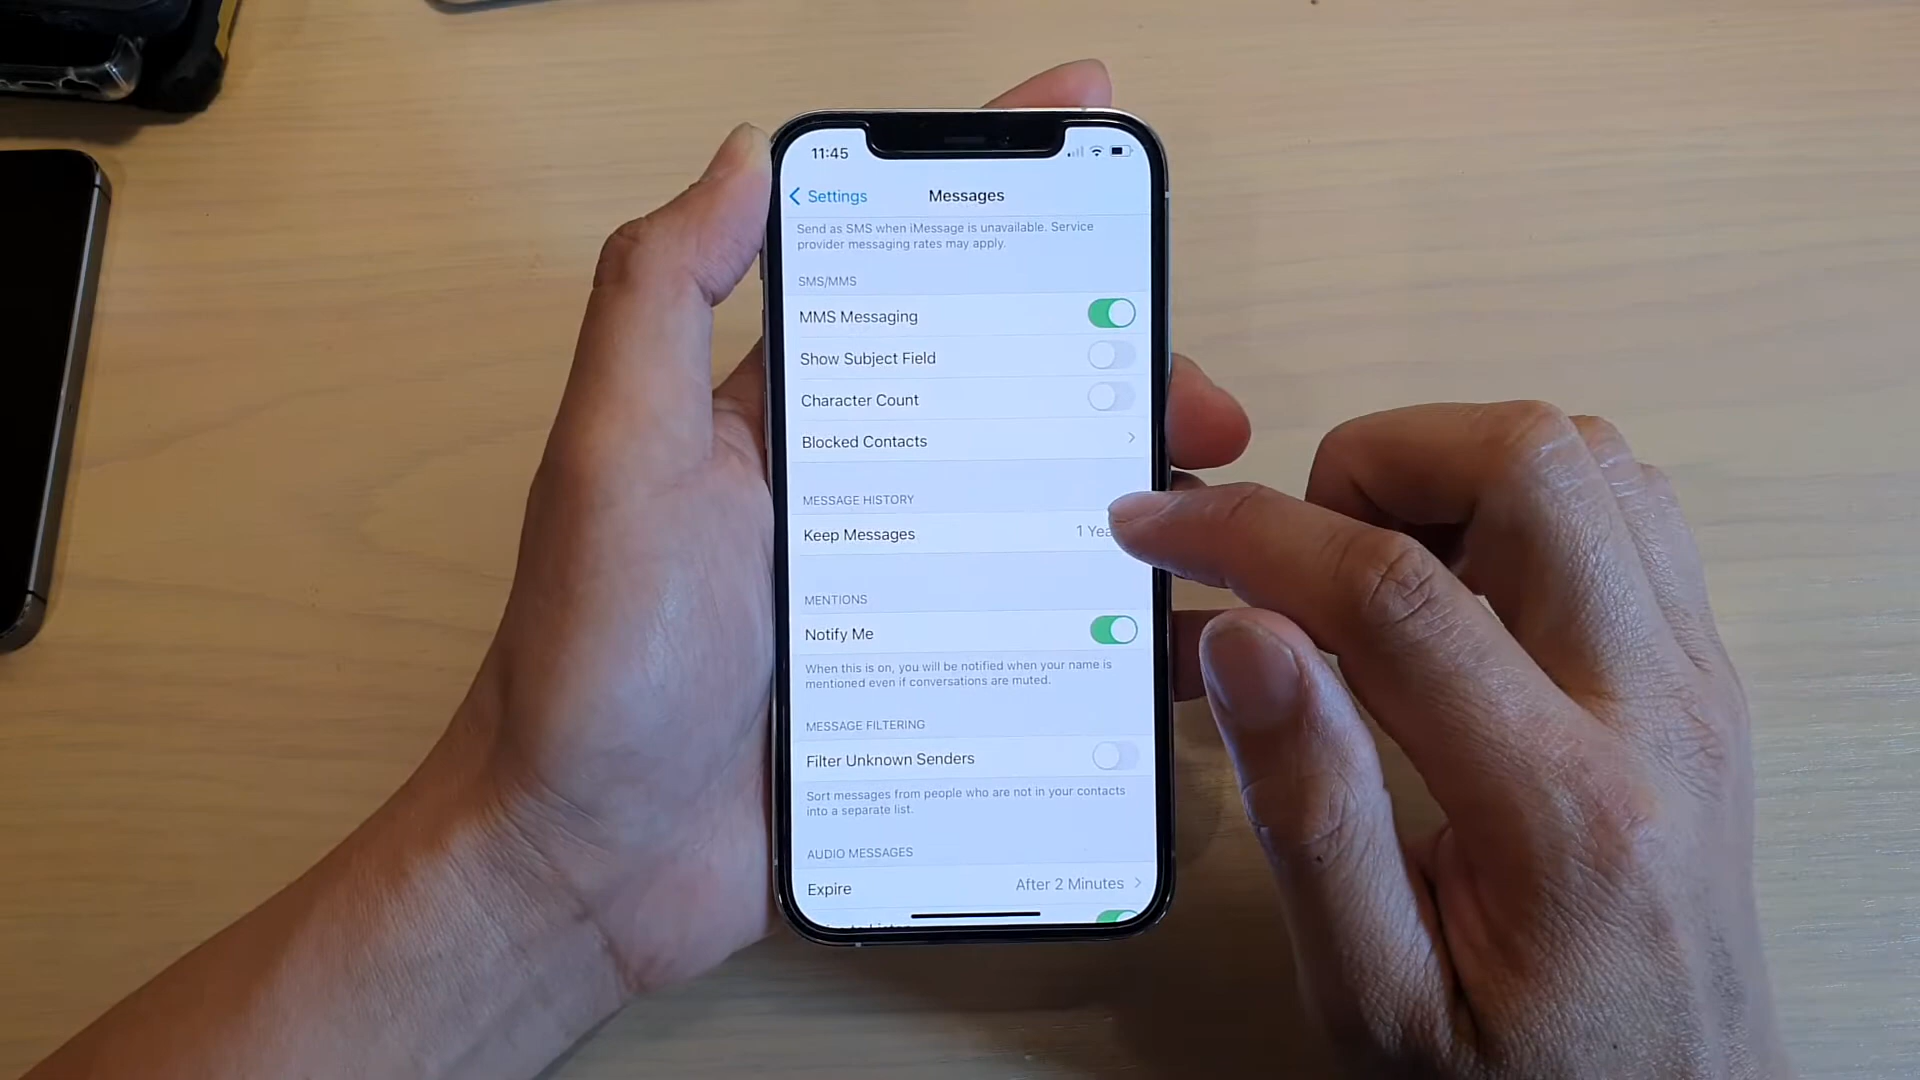 11:45
Settings
Messages
Send as SMS when iMessage is unavailable. Service
provider messaging rates may apply.
SMS/MMS
MMS Messaging
Show Subject Field
Character Count
Blocked Contacts
MESSAGE HISTORY
Keep Messages 1 Yea
MENTIONS
Notify Me
When this is on, you will be notified when your name is
mentioned even if conversations are muted.
MESSAGE FILTERING
Filter Unknown Senders
Sort messages from people who are not in your contacts
into a separate list.
AUDIO MESSAGES
Expire After 2 Minutes